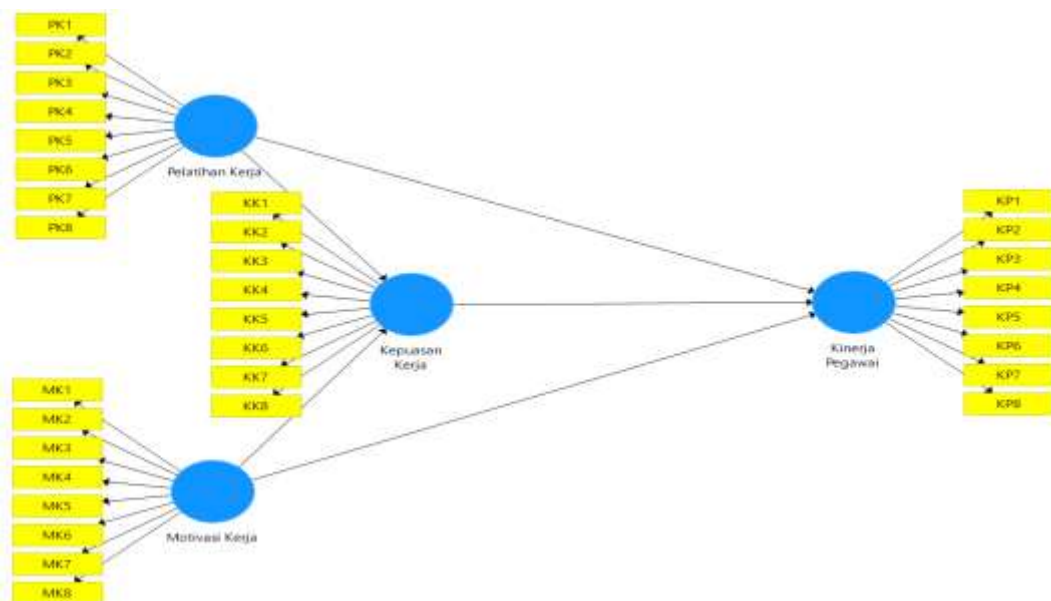 PK1
PK2
PK3
PK4
PK5
PK6
PK7
PK8
Pelatihan Kerja
KK1
KK2
KK3
KK4
KK5
KK6
KK7
KK8
Kepuasan
Kerja
KP1
KP2
KP3
KP4
KP5
KP6
KP7
KP8
Kinerja
Pegawai
MK1
MK2
MK3
MK4
MK5
MK6
MK7
MK8
Motivasi Kerja